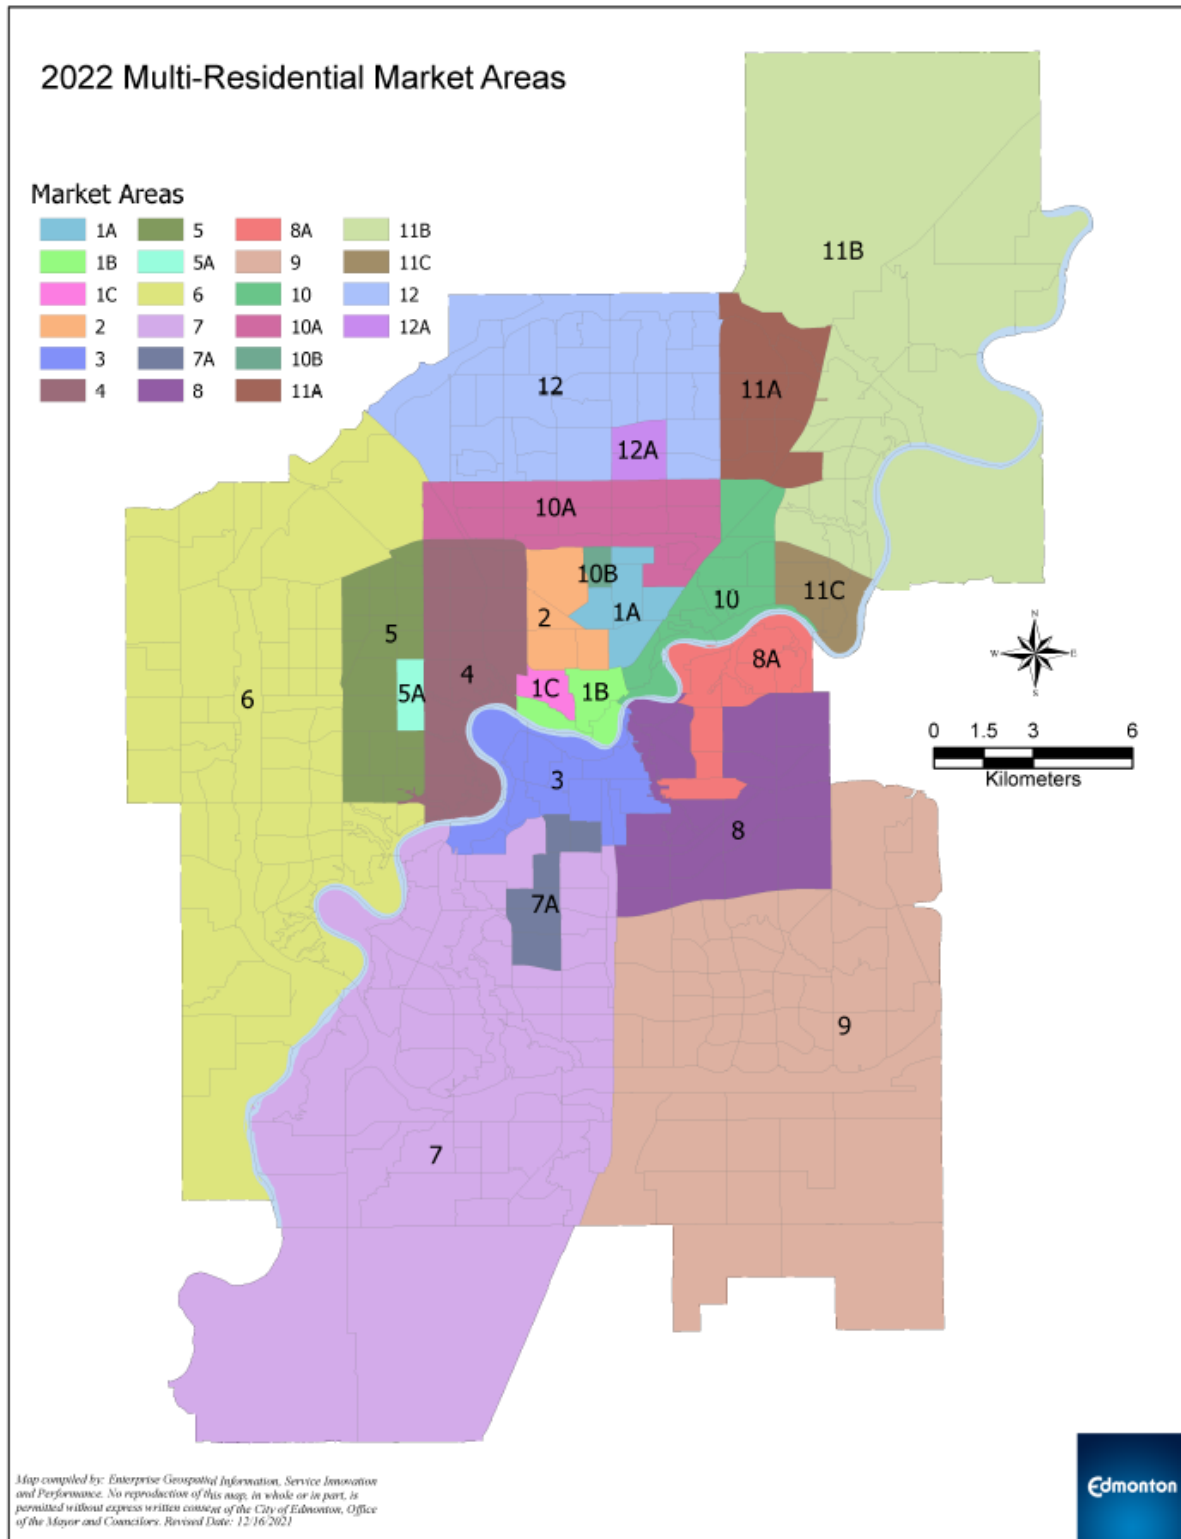 2022 Multi-Residential Market Areas
Market Areas
1A 5 8A 11B
1B 5A 9 11C
1C 6 10 12
2 7 10A 12A
3 7A 10B
4 8 11A
11B
12
11A
12A
10A
10B
10
11C
1A
2
5
8A
4
1C
1B
5A
6
N
W E
S
0 1.5 3 6
Kilometers
3
8
7A
9
7
Map compiled by: Enterprise Geospatial Information, Service Innovation
and Performance. No reproduction of this map, in whole or in part, is
permitted without express written consent of the City of Edmonton, Office
of the Mayor and Councilors. Revised Date: 12/16/2021
Edmonton